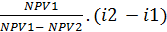 NPV1
NPV1 - NPV2 . (i2 - i1)